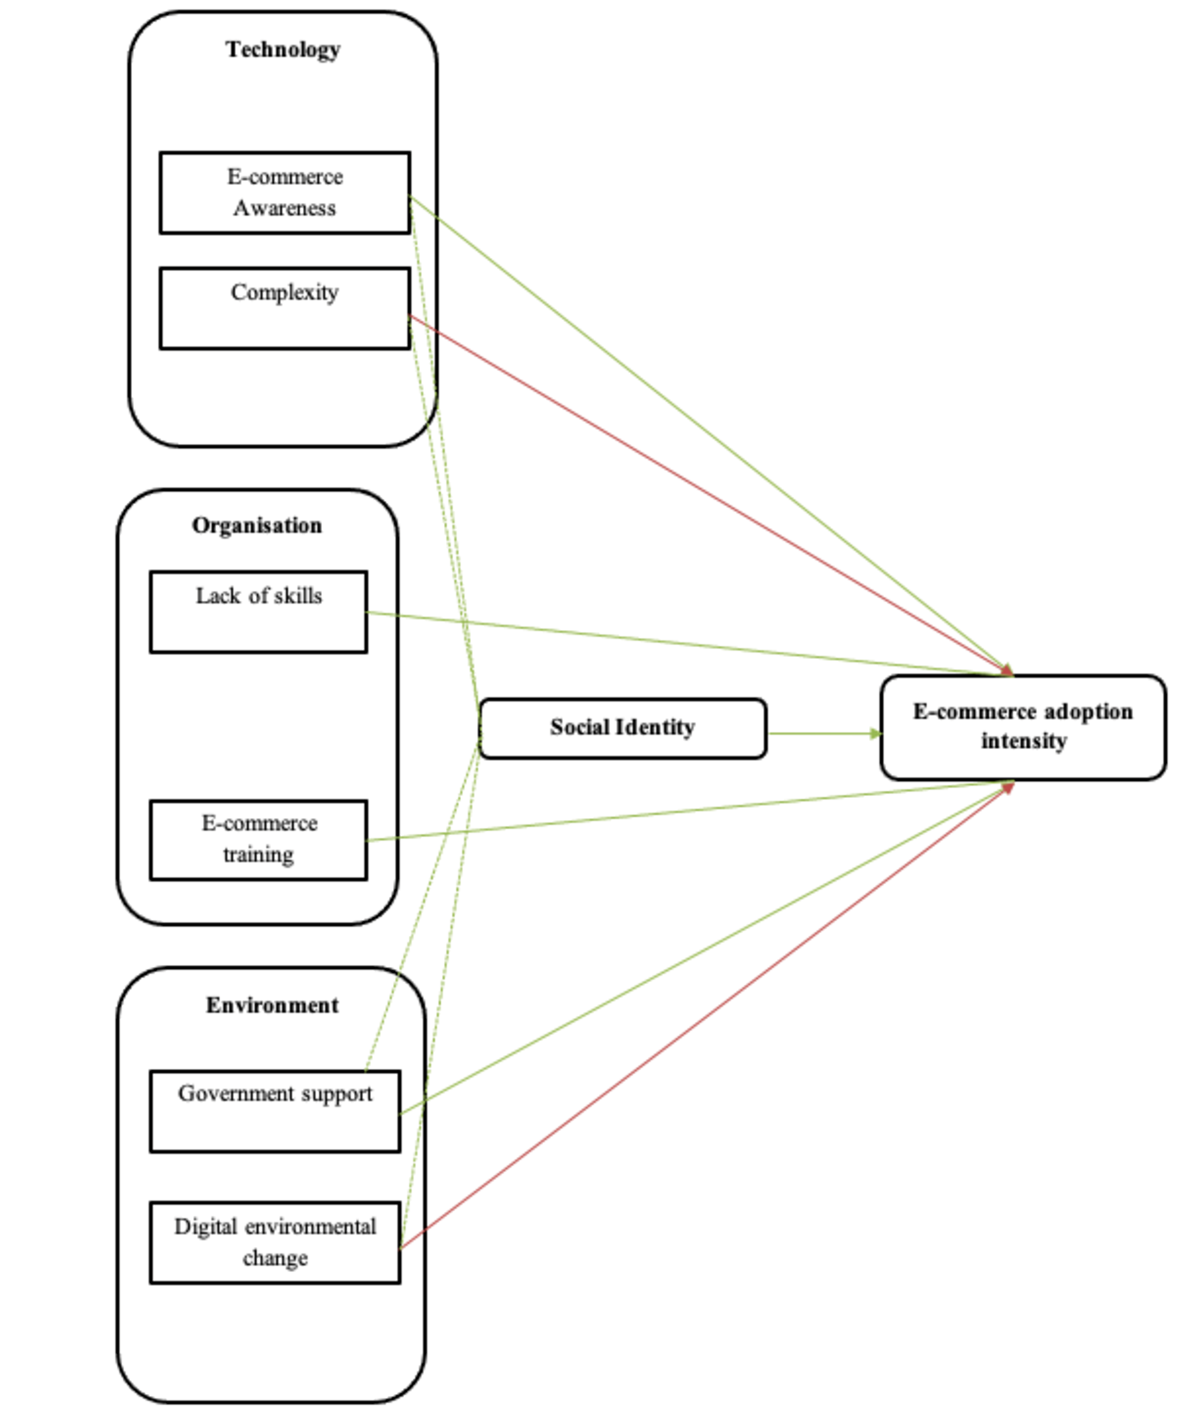 Technology
E-commerce
Awareness
Complexity
Organisation
Lack of skills
E-commerce
training
Social Identity
E-commerce adoption
intensity
Environment
Government support
Digital environmental
change